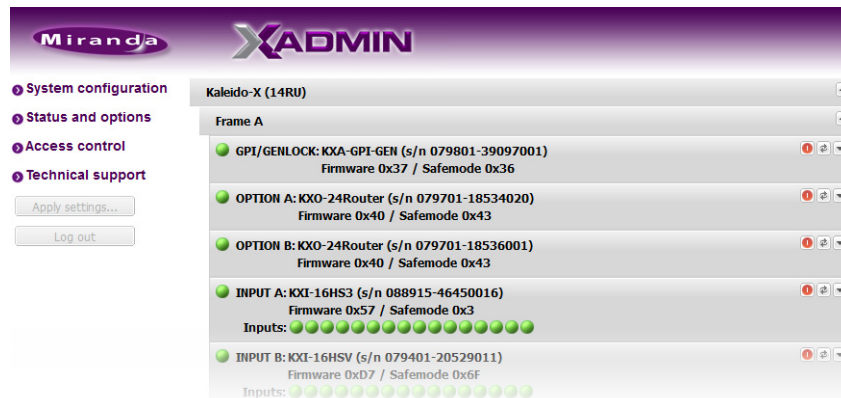 Miranda
XADMIN
System configuration
Status and options
Access control
Technical support
Apply settings...
Log out
Kaleido-X (14RU)
Frame A
GPI/GENLOCK: KXA-GPI-GEN (s/n 079801-39097001)
Firmware 0x37 / Safemode 0x36
OPTION A: KXO-24Router (s/n 079701-18534020)
Firmware 0x40 / Safemode 0x43
OPTION B: KXO-24Router (s/n 079701-18536001)
Firmware 0x40 / Safemode 0x43
INPUT A: KXI-16HS3 (s/n 088915-46450016)
Firmware 0x57 / Safemode 0x3
Inputs:
INPUT B: KXI-16HSV (s/n 079401-20529011)
Firmware 0xD7 / Safemode 0x6F
Inputs: